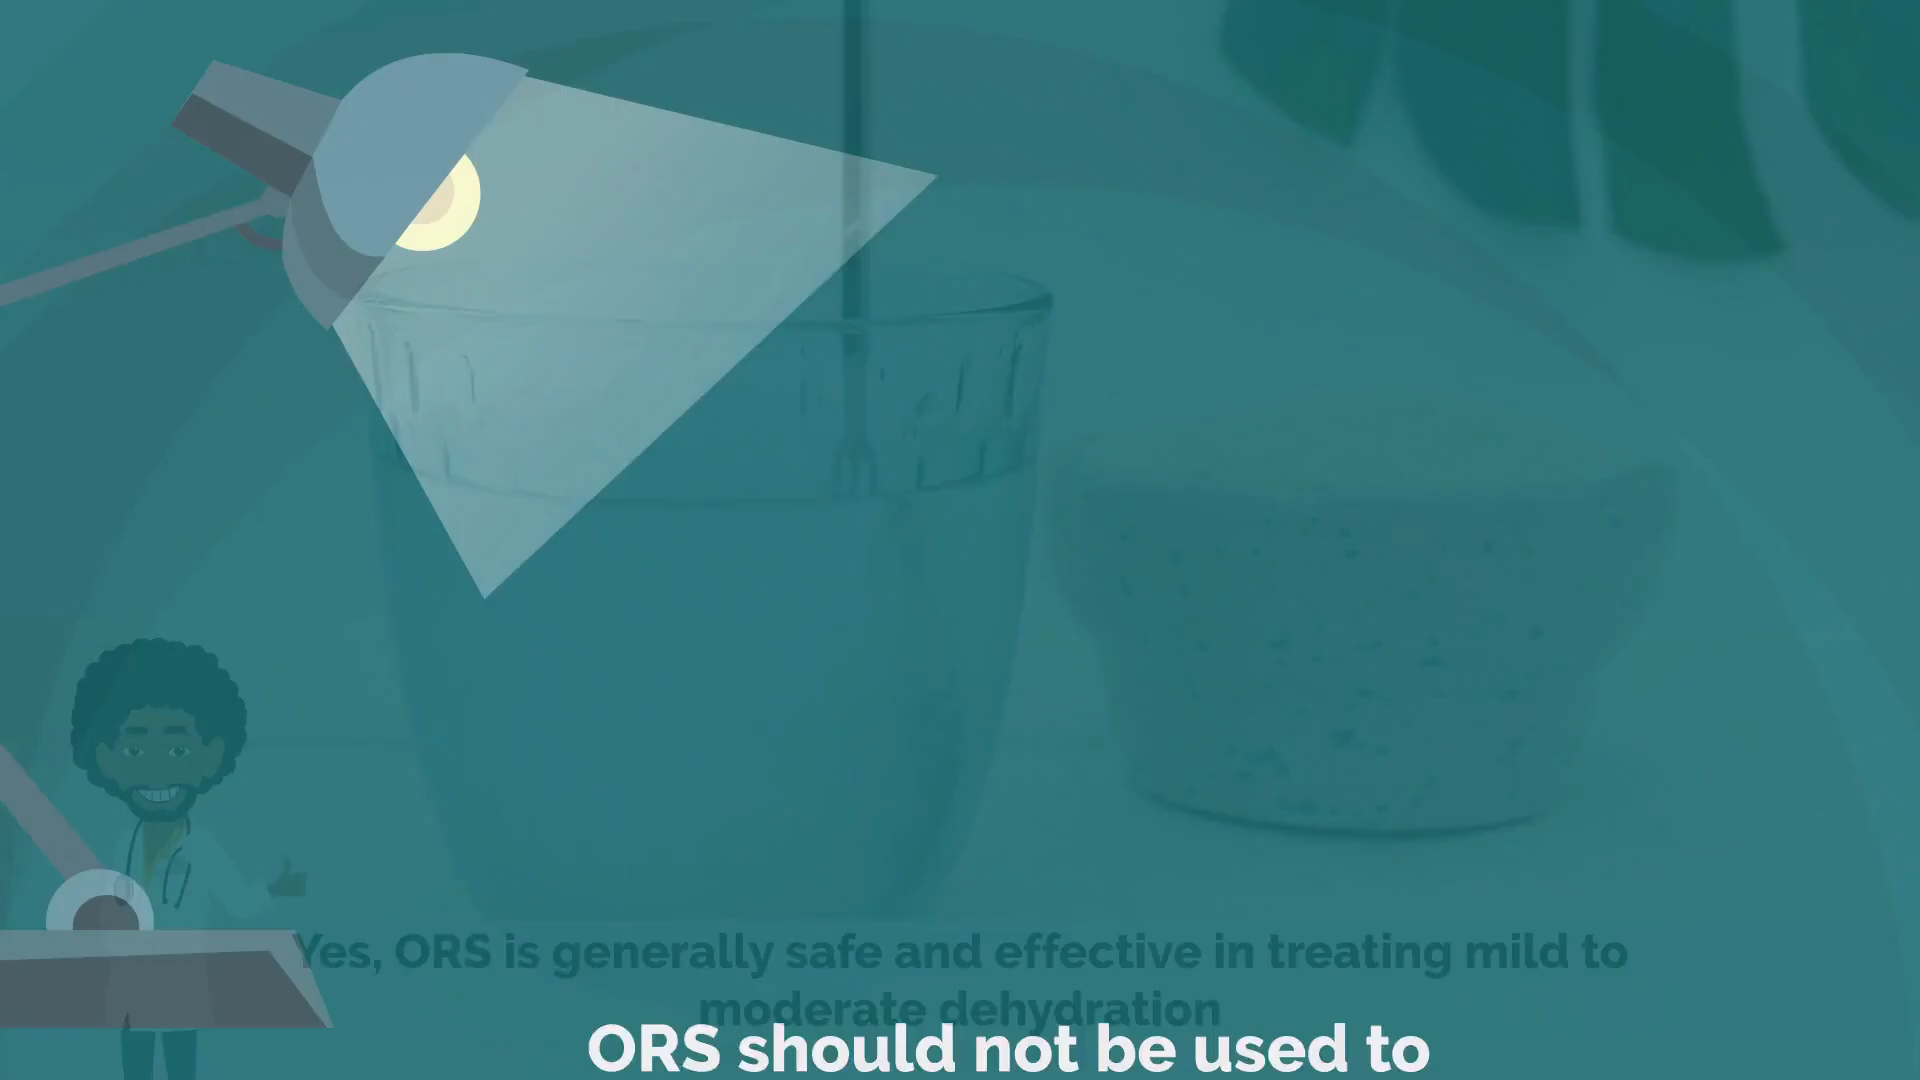 Yes, ORS is generally safe and effective in treating mild to
moderate dehydration
ORS should not be used to